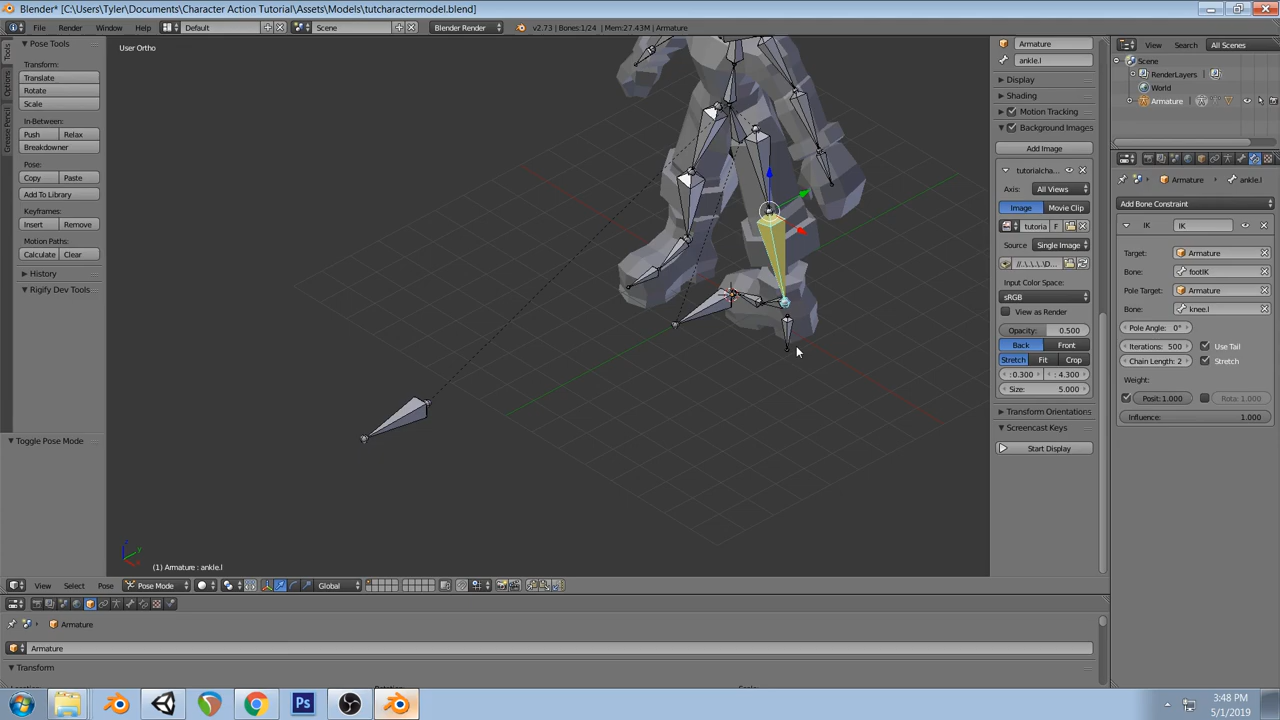 Blender* [C:\Users\Tyler\Documents\Character Action Tutorial\Assets\Models\tutcharactermodel.blend]
File Render Window Help Default Scene Blender Render v2.73 | Bones:1/24 | Mem:27.43M | Armature
View Search All Scenes
Scene
RenderLayers
World
Armature
Tools
Options
Grease Pencil
Pose Tools
Transform:
Translate
Rotate
Scale
In-Between:
Push Relax
Breakdowner
Pose:
Copy Paste
Add To Library
Keyframes:
Insert Remove
Motion Paths:
Calculate Clear
History
Rigify Dev Tools
Toggle Pose Mode
User Ortho
(1) Armature : ankle.l
View Select Pose Pose Mode Global
Armature
ankle.l
Display
Shading
Motion Tracking
Background Images
Add Image
tutorialcha...
Axis: All Views
Image Movie Clip
tutoria F
Source Single Image
//..\..\..\..\D...
Input Color Space:
sRGB
View as Render
Opacity: 0.500
Back Front
Stretch Fit Crop
: 0.300 : 4.300
Size: 5.000
Transform Orientations
Screencast Keys
Start Display
Armature ankle.l
Add Bone Constraint
IK IK
Target: Armature
Bone: footIK
Pole Target: Armature
Bone: knee.l
Pole Angle: 0°
Iterations: 500 Use Tail
Chain Length: 2 Stretch
Weight:
Posit: 1.000 Rota: 1.000
Influence: 1.000
Armature
Armature
Transform
3:48 PM
5/1/2019